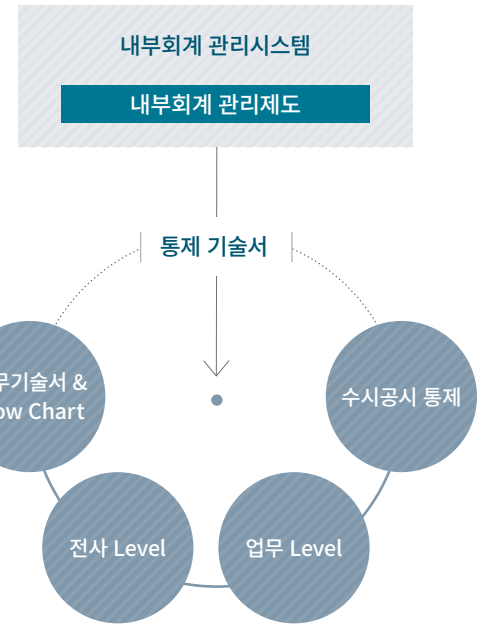 내부회계 관리시스템
내부회계 관리제도
통제 기술서
수시공시 통제
전사 Level
업무 Level
& 
Chart